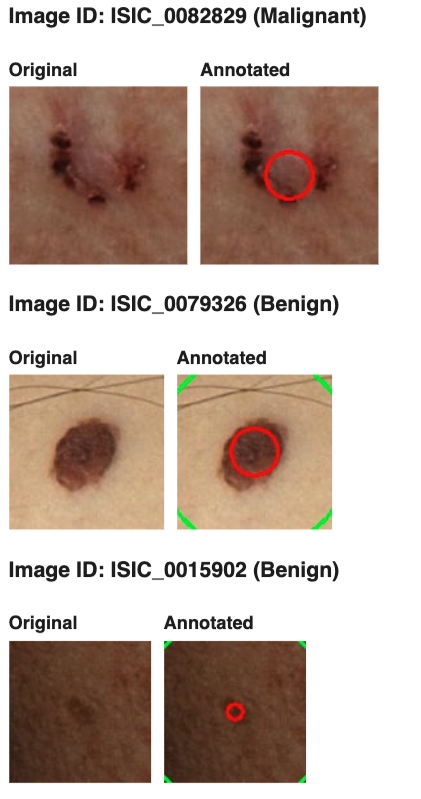 Image ID: ISIC_0082829 (Malignant)
Original Annotated
Image ID: ISIC_0079326 (Benign)
Original Annotated
Image ID: ISIC_0015902 (Benign)
Original Annotated